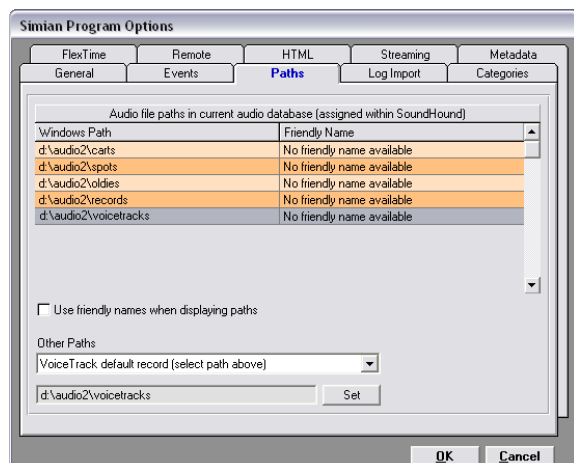 Simian Program Options
FlexTime Remote HTML Streaming Metadata
General Events Paths Log Import Categories
Audio file paths in current audio database (assigned within SoundHound)
Windows Path Friendly Name
d:\audio2\carts No friendly name available
d:\audio2\spots No friendly name available
d:\audio2\oldies No friendly name available
d:\audio2\records No friendly name available
d:\audio2\voicetracks No friendly name available
Use friendly names when displaying paths
Other Paths
VoiceTrack default record (select path above)
d:\audio2\voicetracks Set
OK Cancel